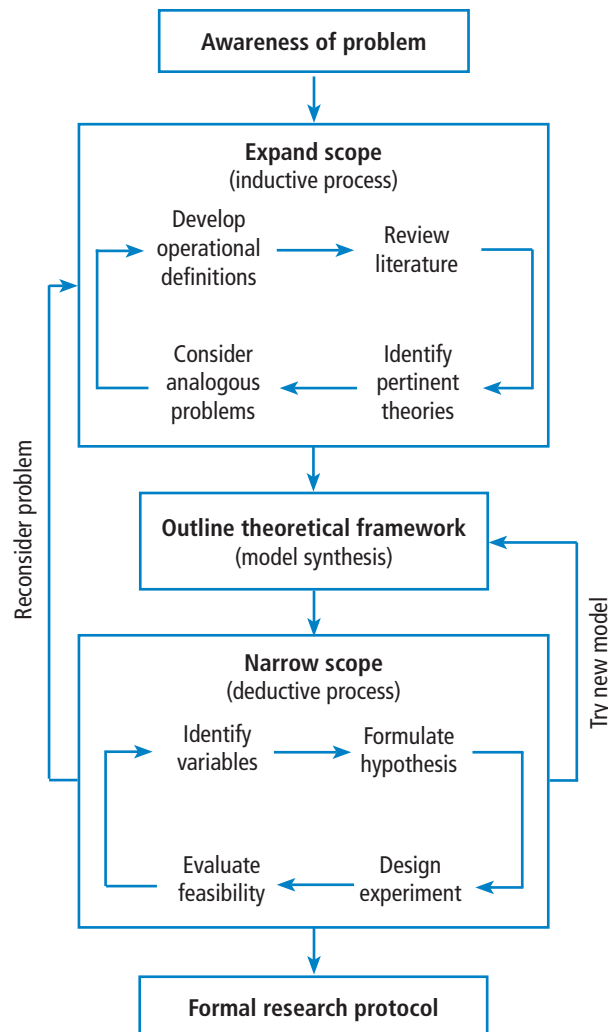 Awareness of problem
Expand scope
(inductive process)
Develop
operational
definitions
Review
literature
Consider
analogous
problems
Identify
pertinent
theories
Reconsider problem
Outline theoretical framework
(model synthesis)
Try new model
Narrow scope
(deductive process)
Identify
variables
Formulate
hypothesis
Evaluate
feasibility
Design
experiment
Formal research protocol